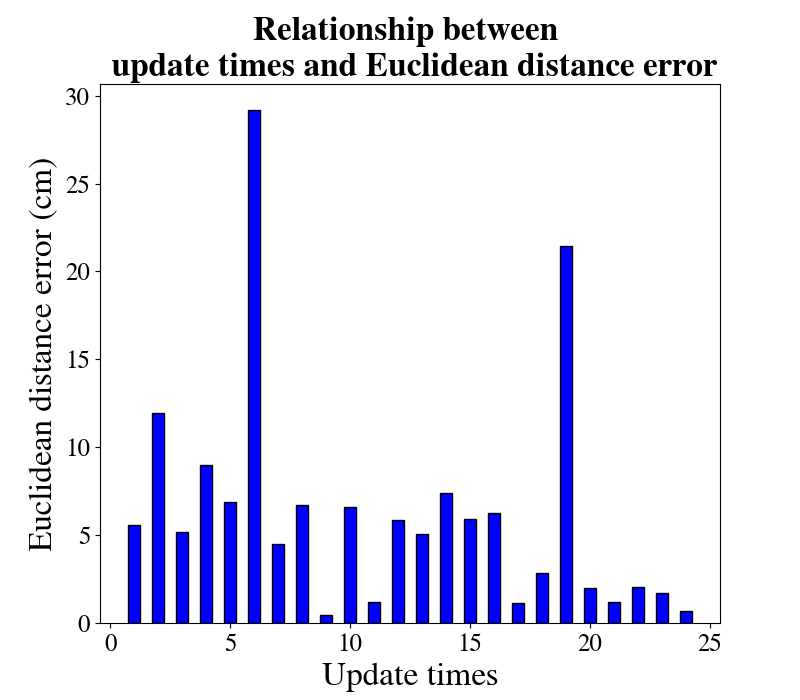 Relationship between
update times and Euclidean distance error
Euclidean distance error (cm)
30
25
20
15
10
5
0
0 5 10 15 20 25
Update times